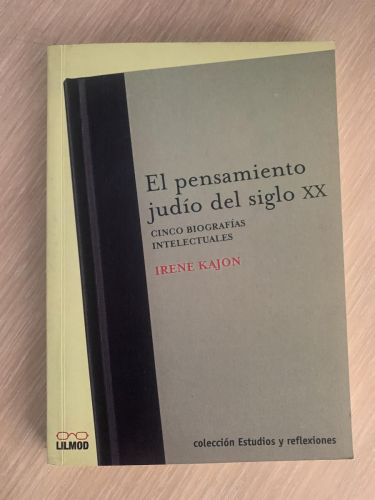 El pensamiento
judío del siglo XX
CINCO BIOGRAFÍAS
INTELECTUALES
IRENE KAJON
LILMOD
colección Estudios y reflexiones